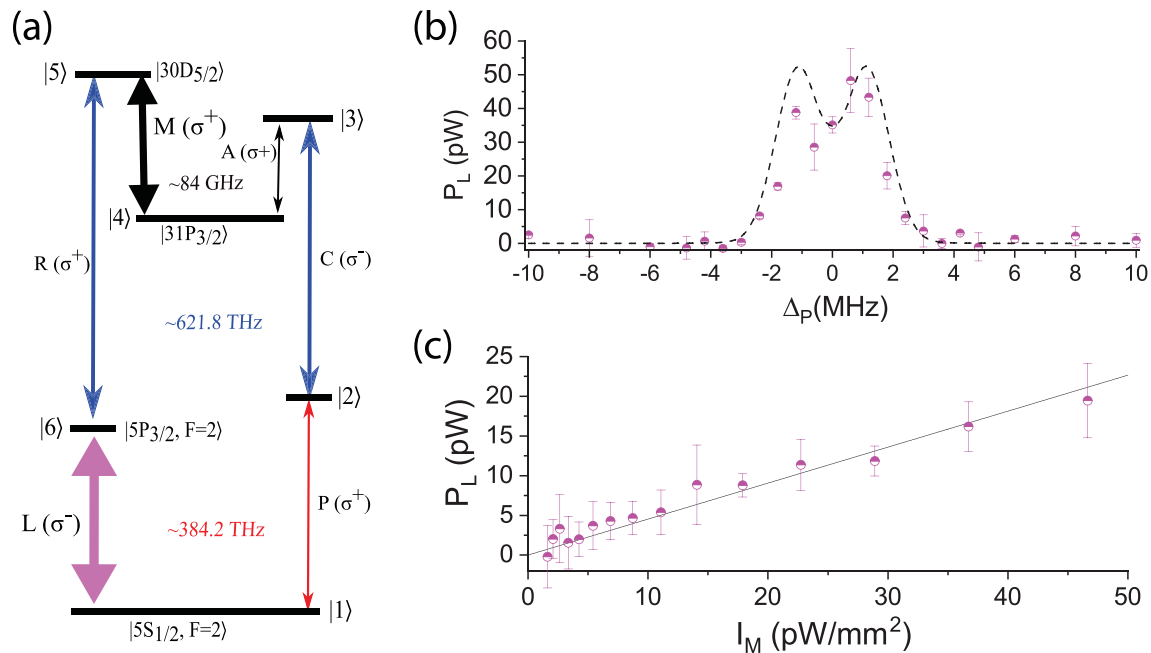 (a)
|5⟩
|30D5/2⟩
M (σ+)
|3⟩
A (σ+)
~84 GHz
|4⟩
|31P3/2⟩
R (σ+)
C (σ-)
~621.8 THz
|2⟩
|6⟩
|5P3/2, F=2⟩
L (σ-)
P (σ+)
~384.2 THz
|1⟩
|5S1/2, F=2⟩
(b)
PL (pW)
60
50
40
30
20
10
0
-10 -8 -6 -4 -2 0 2 4 6 8 10
ΔP(MHz)
(c)
PL (pW)
25
20
15
10
5
0
0 10 20 30 40 50
IM (pW/mm2)